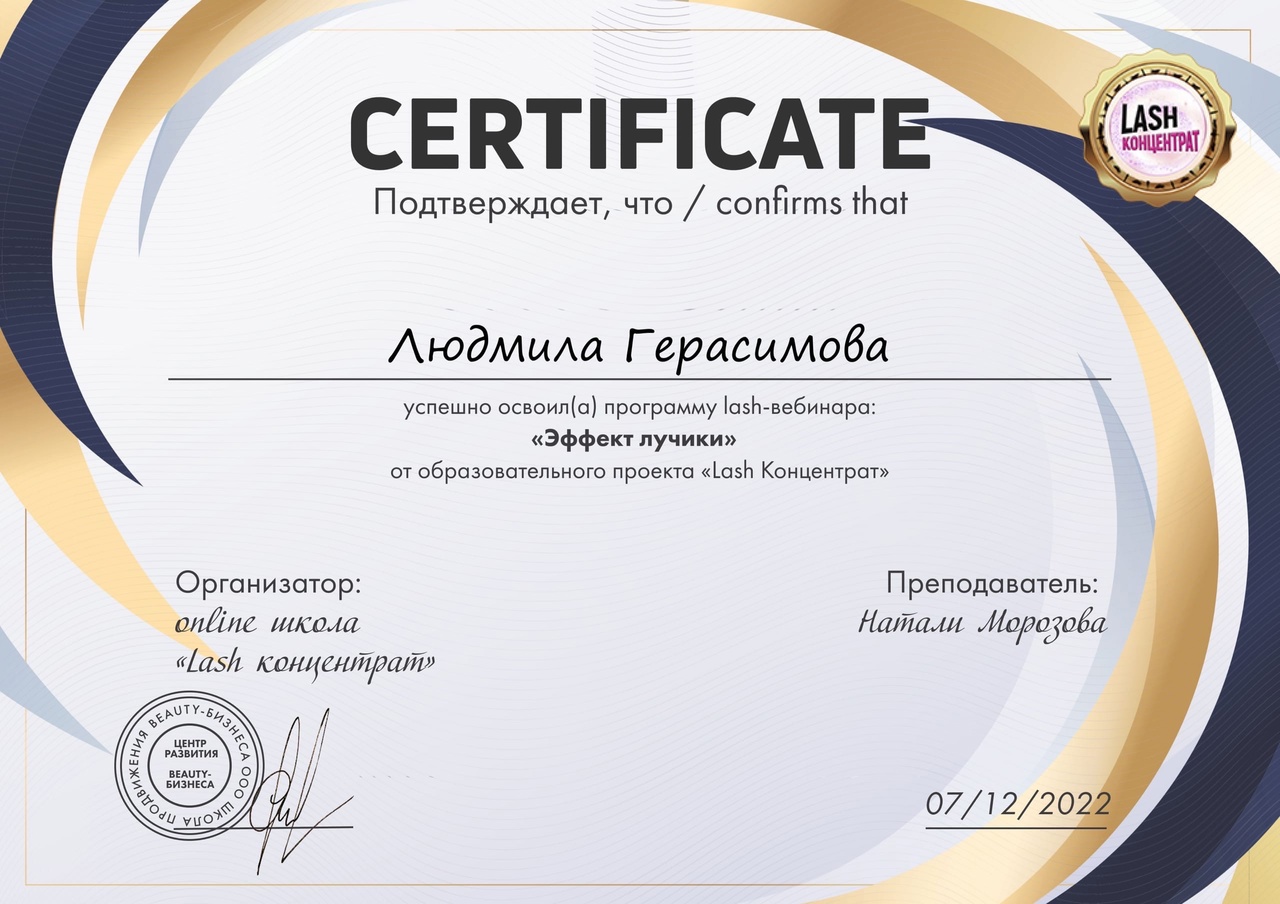 CERTIFICATE
LASH
КОНЦЕНТРАТ
Подтверждает, что / confirms that
Людмила Герасимова
успешно освоил(а) программу lash-вебинара:
«Эффект лучики»
от образовательного проекта «Lash Концентрат»
Организатор:
online школа
«Lash концентрат»
Преподаватель:
Натали Морозова
ООО ШКОЛА ПРОДВИЖЕНИЯ BEAUTY-БИЗНЕСА
ЦЕНТР
РАЗВИТИЯ
BEAUTY-
БИЗНЕСА
07/12/2022